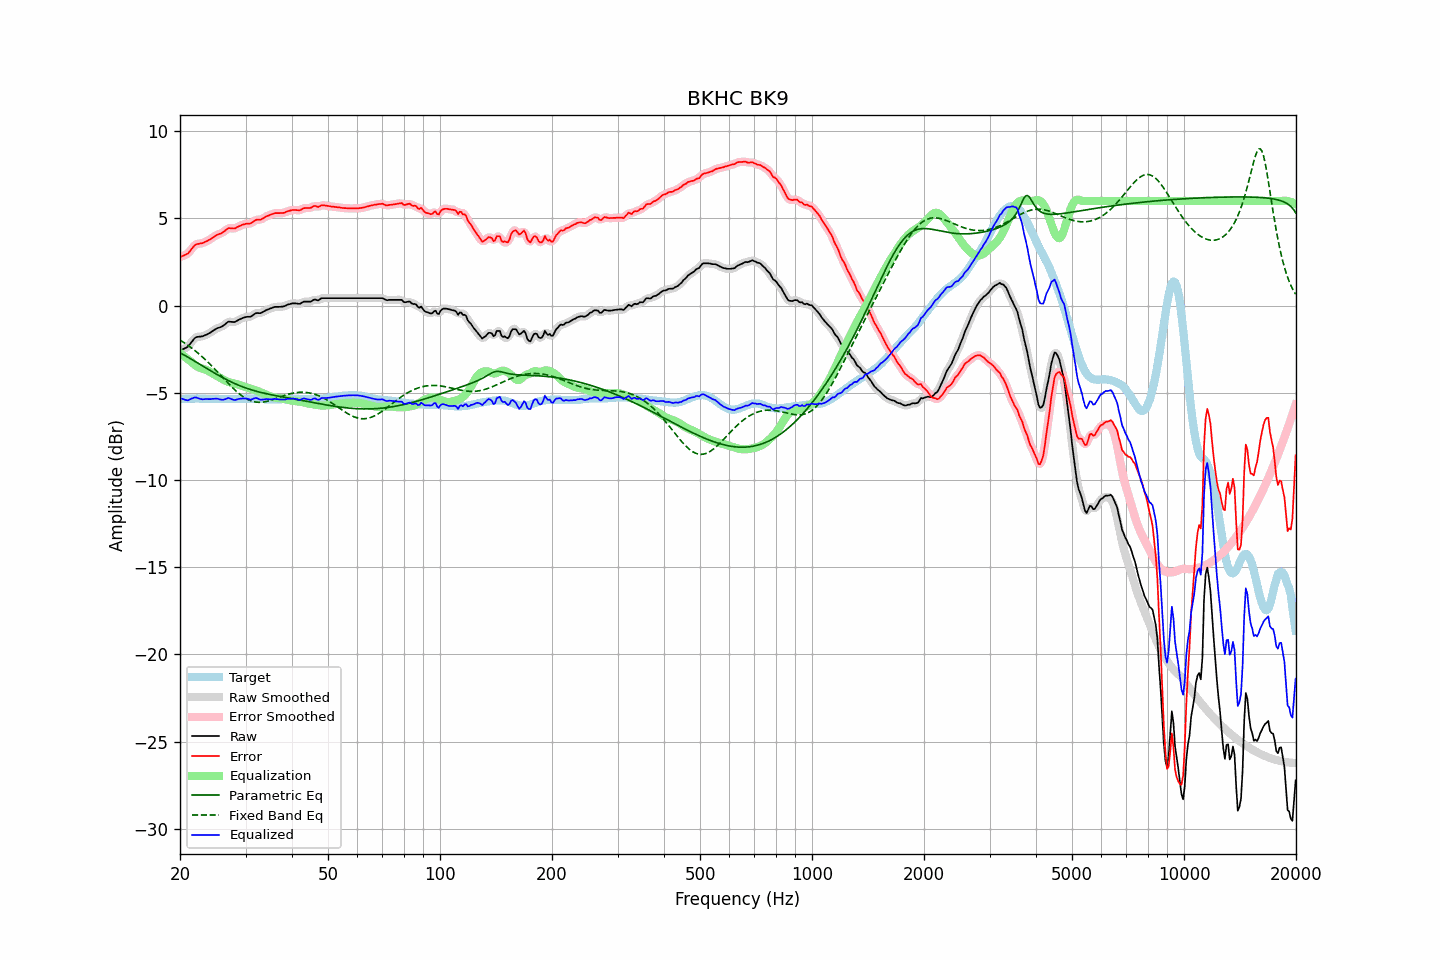 BKHC BK9
10
5
0
−5
−10
−15
−20
−25
−30
Amplitude (dBr)
Target
Raw Smoothed
Error Smoothed
Raw
Error
Equalization
Parametric Eq
Fixed Band Eq
Equalized
20
50
100
200
500
1000
2000
5000
10000
20000
Frequency (Hz)